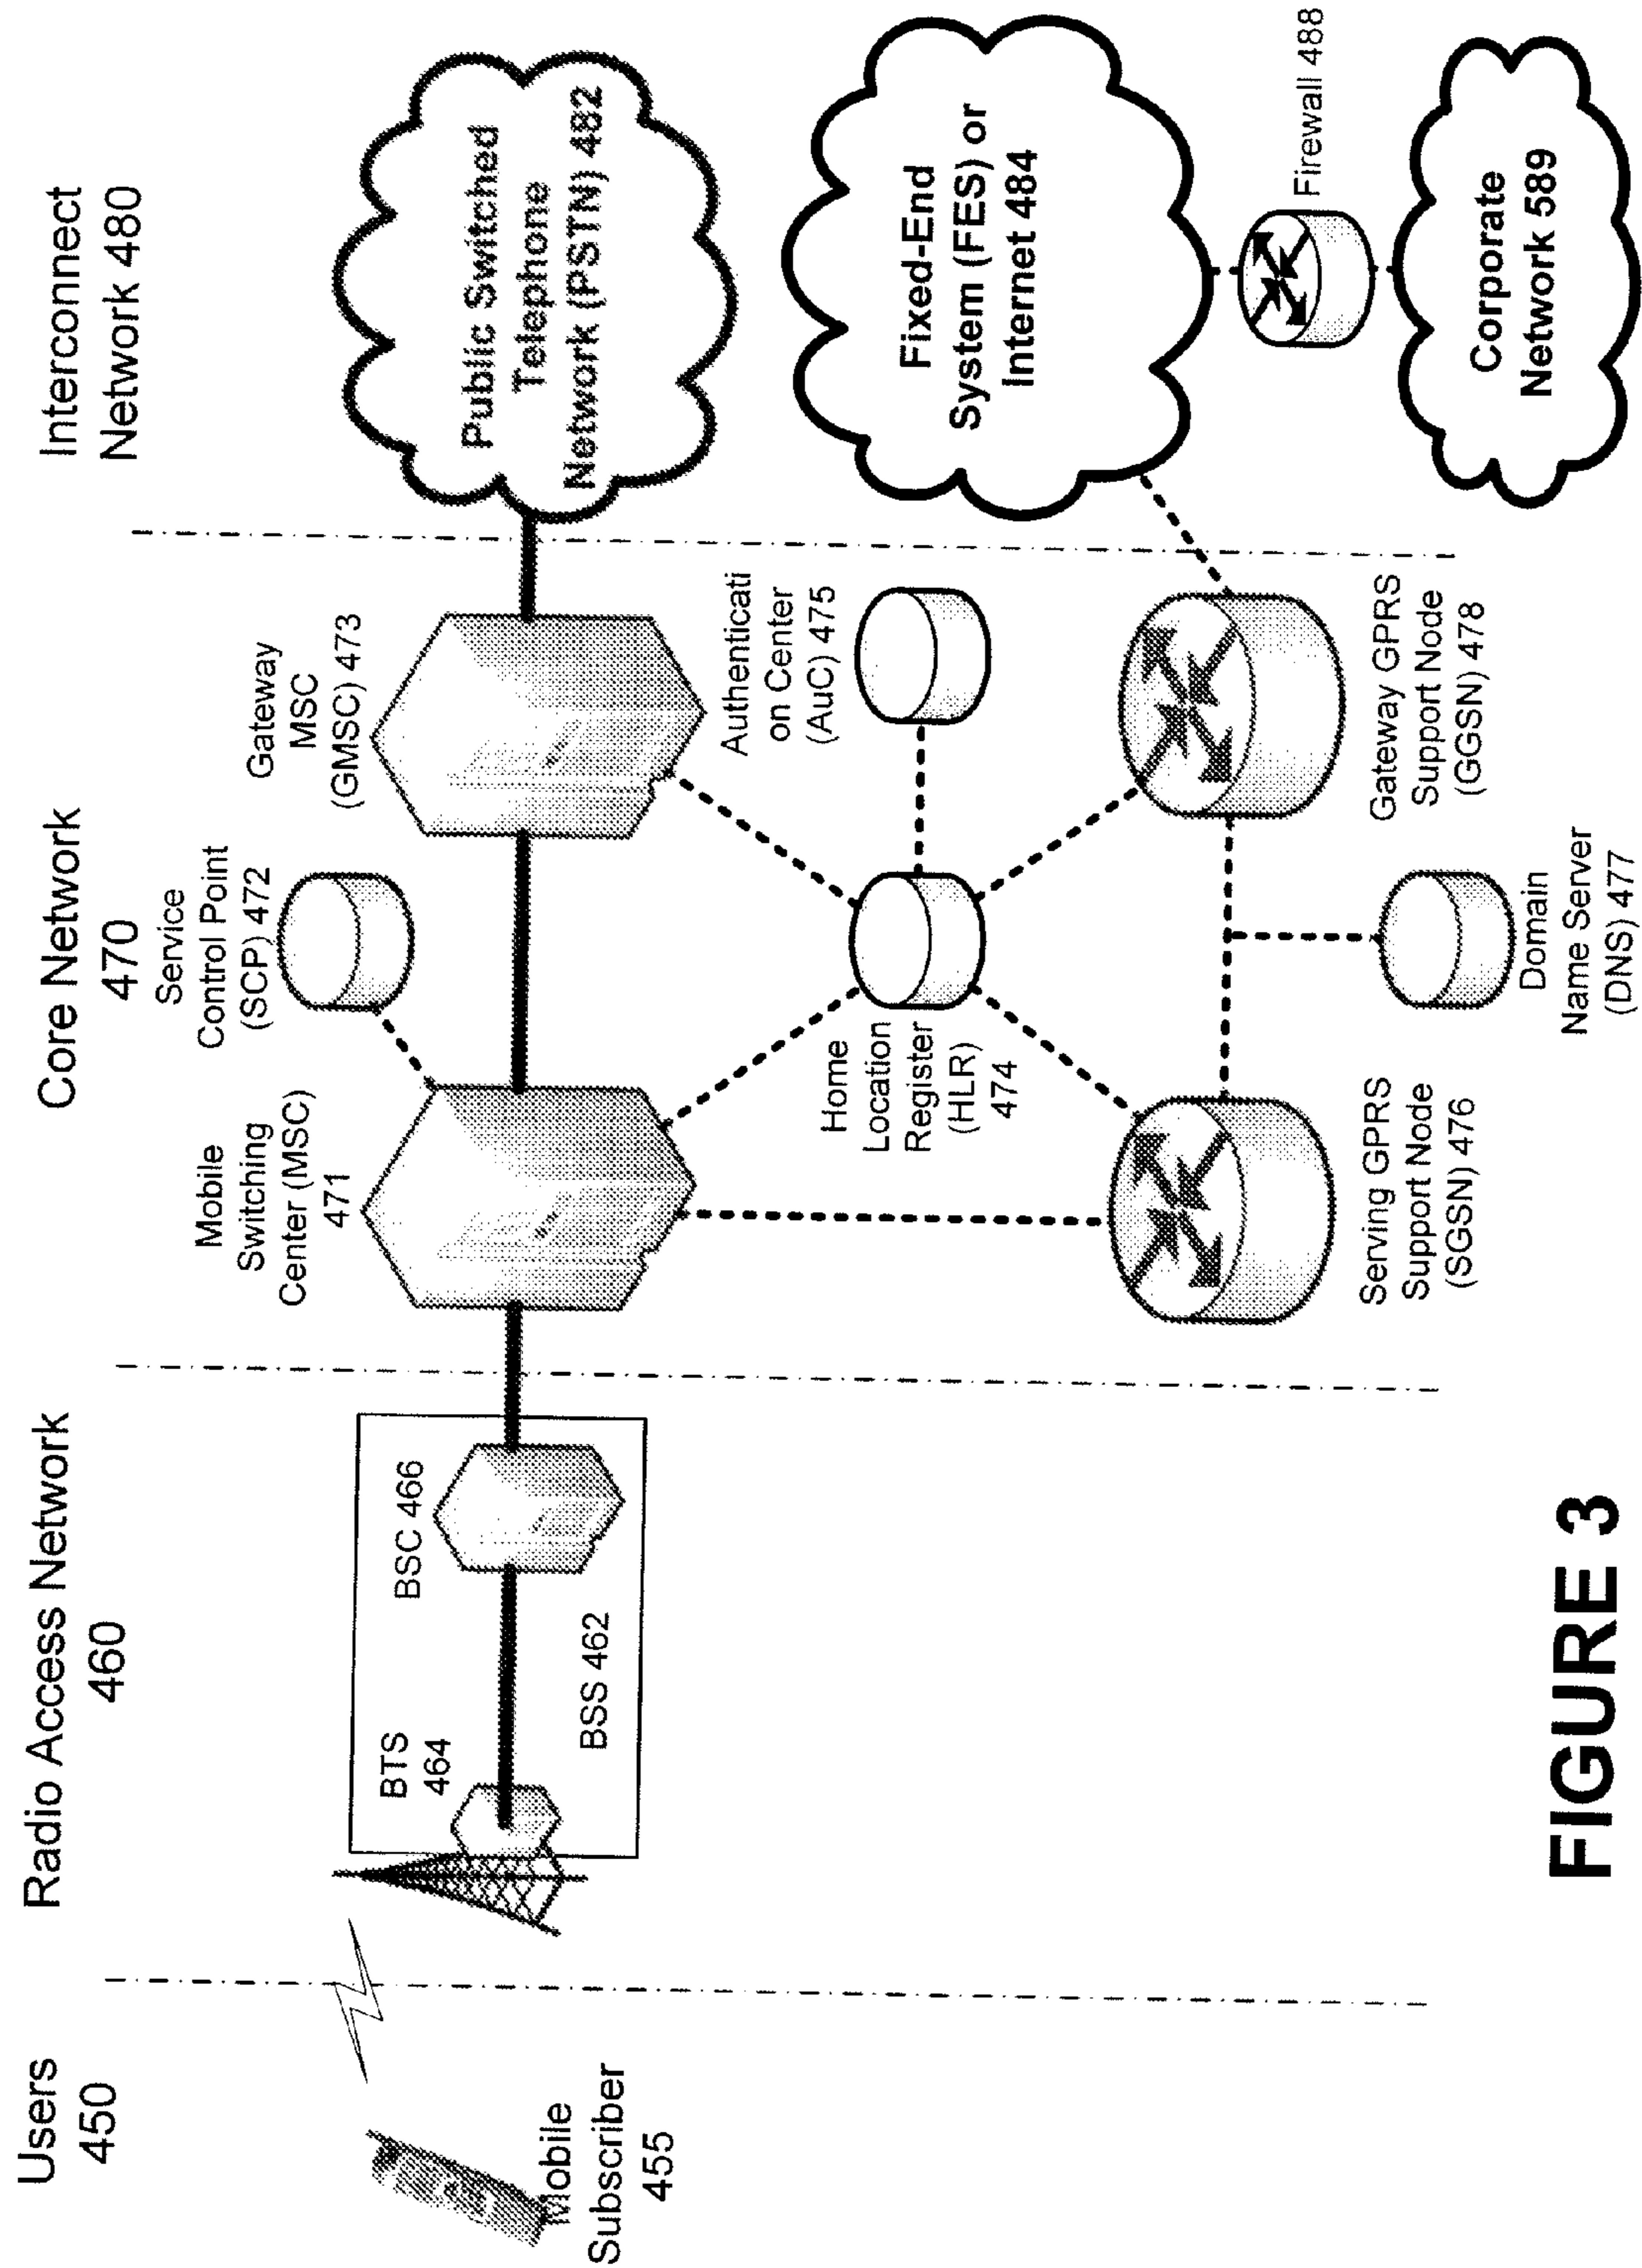 Users
450
Radio Access Network
460
Core Network
470
Interconnect
Network 480
Mobile
Subscriber
455
BTS
464
BSC 466
BSS 462
Mobile
Switching
Center (MSC)
471
Service
Control Point
(SCP) 472
Gateway
MSC
(GMSC) 473
Public Switched
Telephone
Network (PSTN) 482
Home
Location
Register
(HLR)
474
Authenticati
on Center
(AuC) 475
Fixed-End
System (FES) or
Internet 484
Serving GPRS
Support Node
(SGSN) 476
Gateway GPRS
Support Node
(GGSN) 478
Domain
Name Server
(DNS) 477
Firewall 488
Corporate
Network 589
FIGURE 3